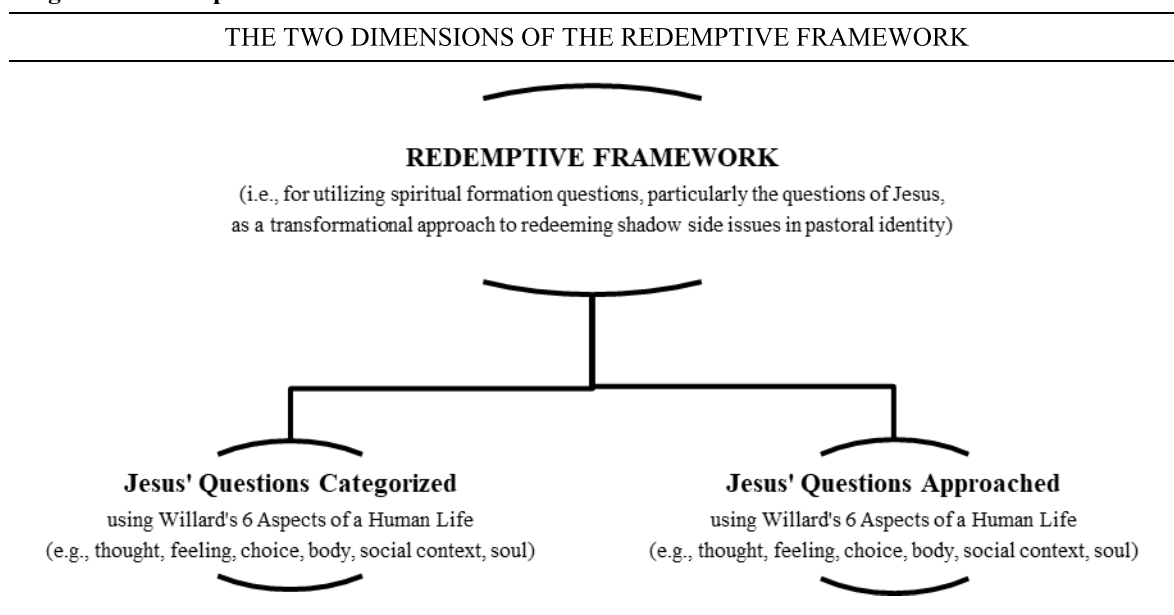 THE TWO DIMENSIONS OF THE REDEMPTIVE FRAMEWORK
REDEMPTIVE FRAMEWORK
(i.e., for utilizing spiritual formation questions, particularly the questions of Jesus,
as a transformational approach to redeeming shadow side issues in pastoral identity)
Jesus' Questions Categorized
using Willard's 6 Aspects of a Human Life
(e.g., thought, feeling, choice, body, social context, soul)
Jesus' Questions Approached
using Willard's 6 Aspects of a Human Life
(e.g., thought, feeling, choice, body, social context, soul)